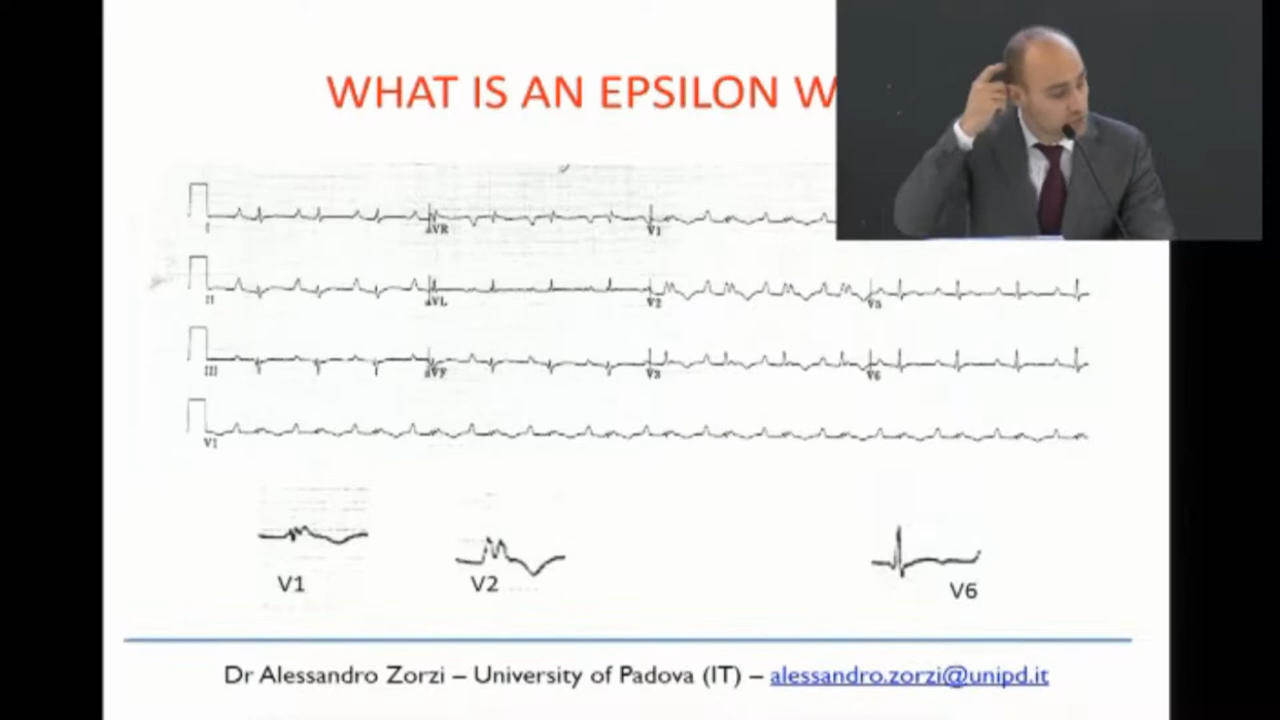 WHAT IS AN EPSILON W
I
aVR
V1
II
aVL
V2
V5
III
aVF
V3
V6
V1
V1
V2
V6
Dr Alessandro Zorzi – University of Padova (IT) – alessandro.zorzi@unipd.it